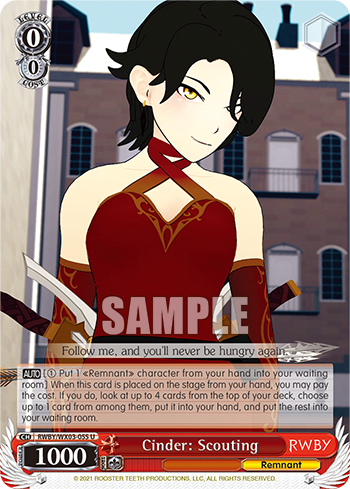 LEVEL
0
0
COST
SAMPLE
Follow me, and you'll never be hungry again.
AUTO [① Put 1 «Remnant» character from your hand into your waiting
room] When this card is placed on the stage from your hand, you may pay
the cost. If you do, look at up to 4 cards from the top of your deck, choose
up to 1 card from among them, put it into your hand, and put the rest into
your waiting room.
CH RWBY/WX03-055 U
POWER 1000
Cinder: Scouting
RWBY
Remnant
© 2021 ROOSTER TEETH PRODUCTIONS, LLC, ALL RIGHTS RESERVED.